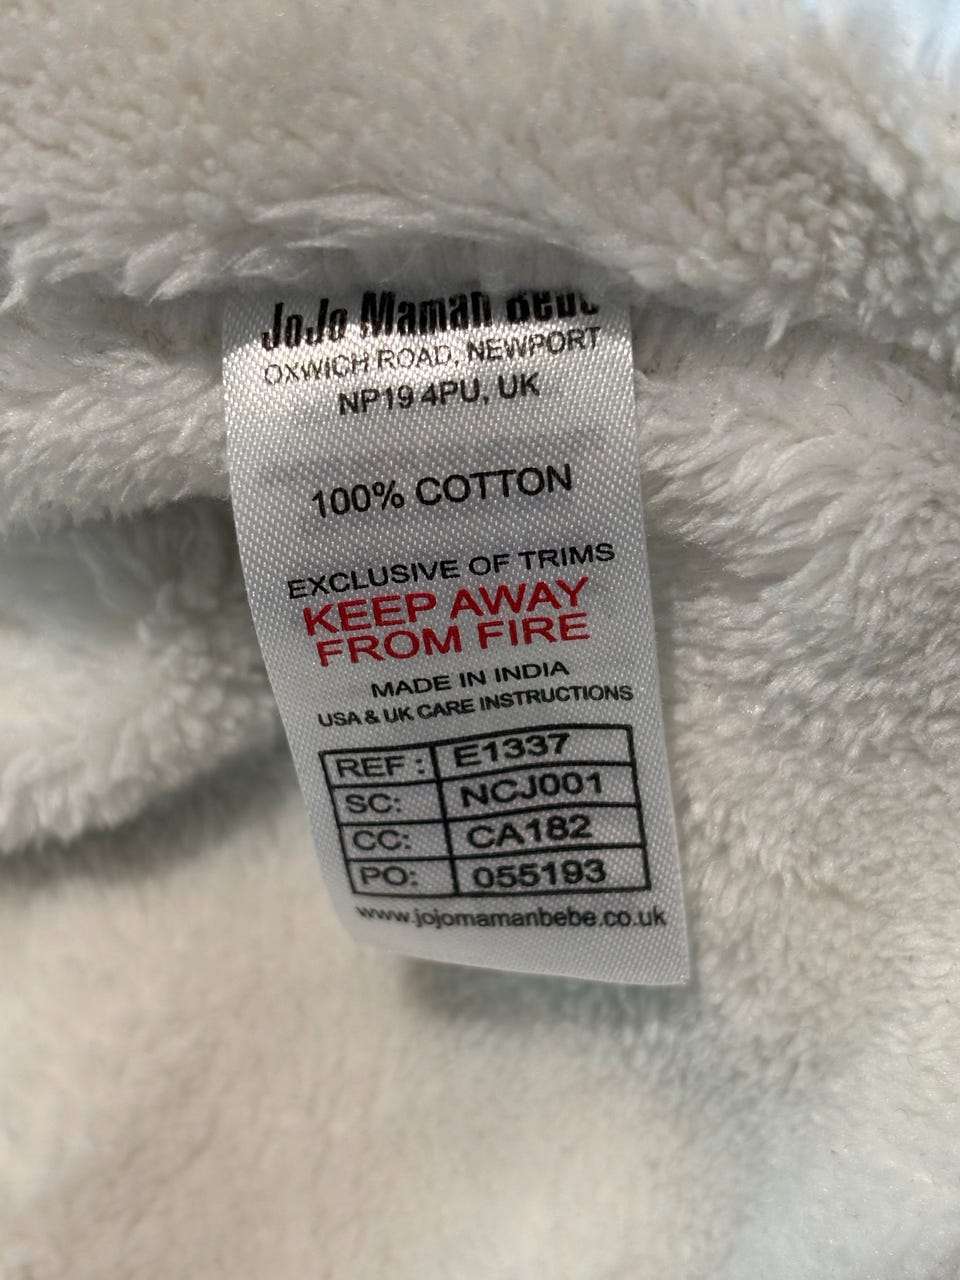 JoJo Maman Bebe
OXWICH ROAD, NEWPORT
NP19 4PU, UK
100% COTTON
EXCLUSIVE OF TRIMS
KEEP AWAY
FROM FIRE
MADE IN INDIA
USA & UK CARE INSTRUCTIONS
REF : E1337
SC: NCJ001
CC: CA182
PO: 055193
www.jojomamanbebe.co.uk